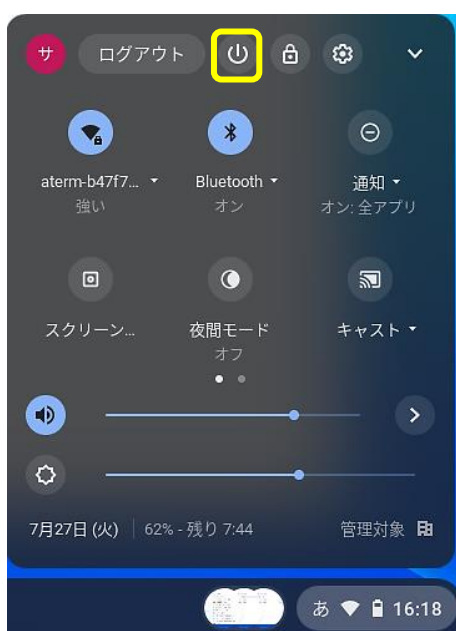 サ ログアウト
aterm-b47f7... Bluetooth 通知
強い オン オン: 全アプリ
スクリーン... 夜間モード キャスト
オフ
7月27日 (火) 62% - 残り 7:44 管理対象
あ 16:18